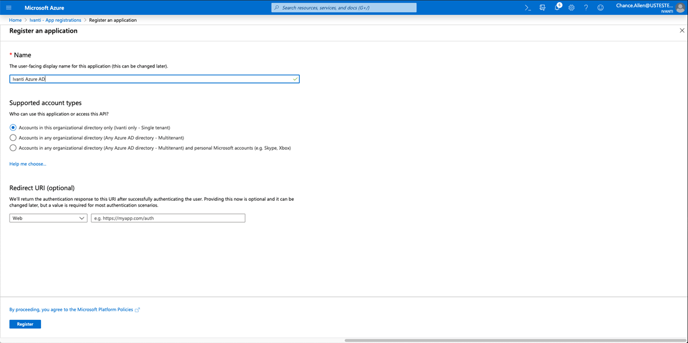 Microsoft Azure
Search resources, services, and docs (G+/)
Chance.Allen@USTESTE...
IVANTI
Home > Ivanti - App registrations > Register an application
Register an application
* Name
The user-facing display name for this application (this can be changed later).
Ivanti Azure AD
Supported account types
Who can use this application or access this API?
Accounts in this organizational directory only (Ivanti only - Single tenant)
Accounts in any organizational directory (Any Azure AD directory - Multitenant)
Accounts in any organizational directory (Any Azure AD directory - Multitenant) and personal Microsoft accounts (e.g. Skype, Xbox)
Help me choose...
Redirect URI (optional)
We'll return the authentication response to this URI after successfully authenticating the user. Providing this now is optional and it can be
changed later, but a value is required for most authentication scenarios.
Web
e.g. https://myapp.com/auth
By proceeding, you agree to the Microsoft Platform Policies
Register